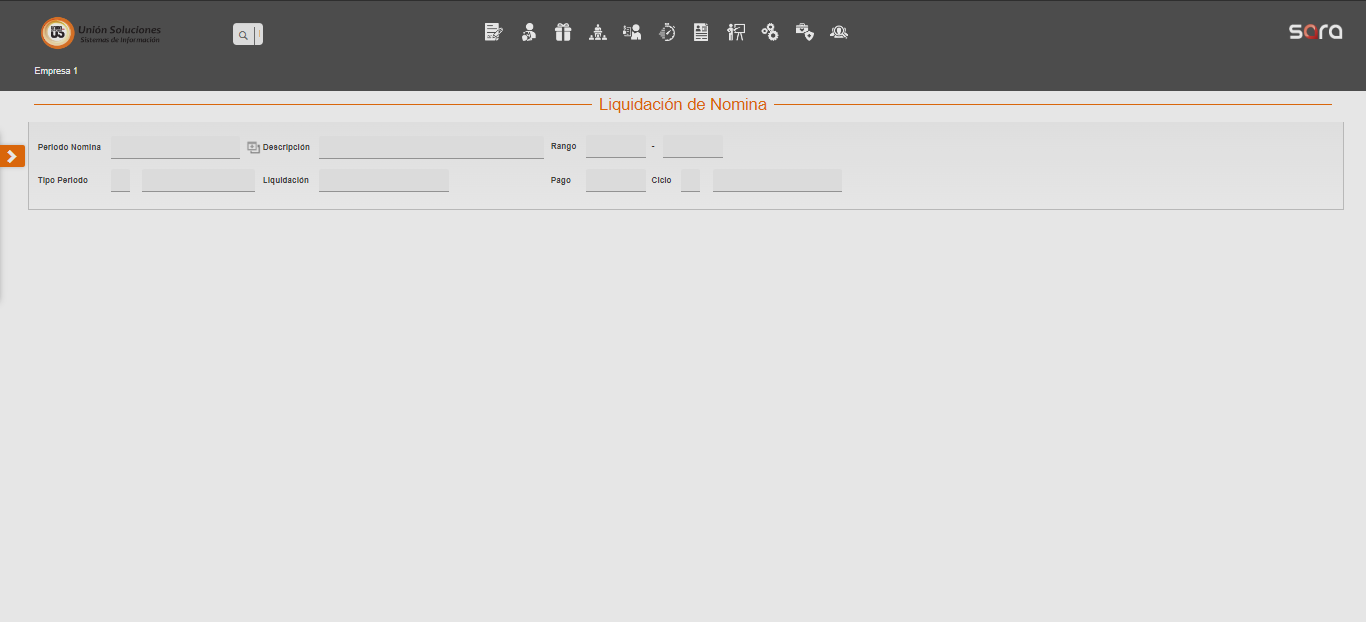 US
Unión Soluciones
Sistemas de Información
sora
Empresa 1
Liquidación de Nomina
Periodo Nomina Descripción Rango -
Tipo Periodo Liquidación Pago Ciclo